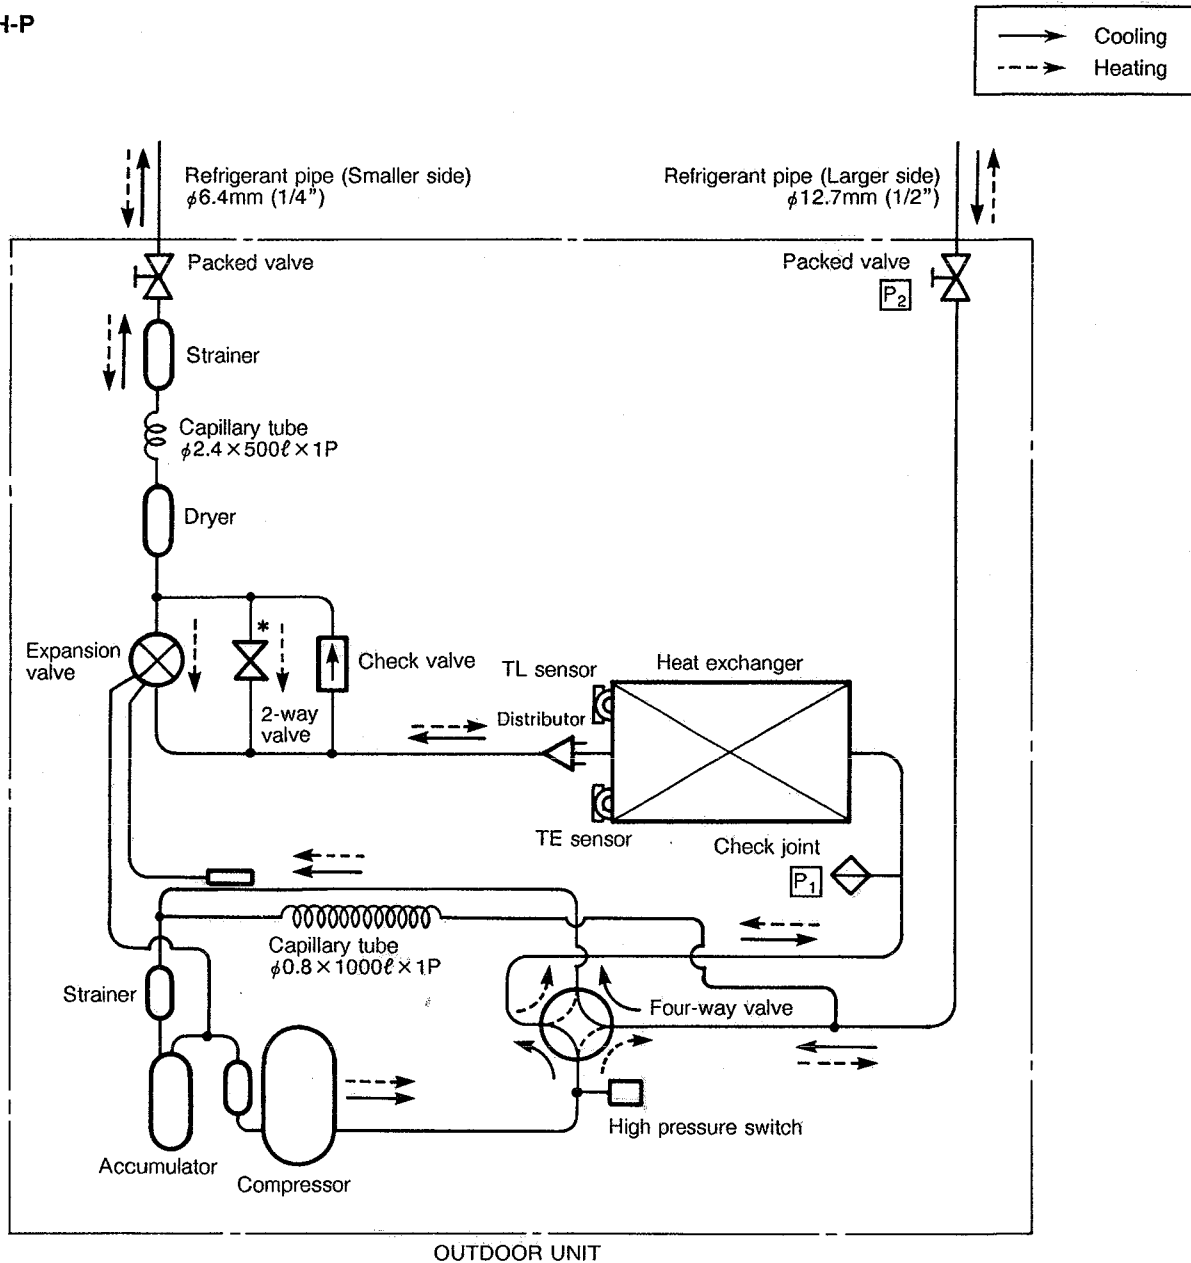 H-P
Cooling
Heating
Refrigerant pipe (Smaller side)
φ6.4mm (1/4")
Refrigerant pipe (Larger side)
φ12.7mm (1/2")
Packed valve
Packed valve
P2
Strainer
Capillary tube
φ2.4×500ℓ×1P
Dryer
*
Expansion
valve
Check valve
2-way
valve
TL sensor
Heat exchanger
Distributor
TE sensor
Check joint
P1
Capillary tube
φ0.8×1000ℓ×1P
Strainer
Four-way valve
High pressure switch
Accumulator
Compressor
OUTDOOR UNIT